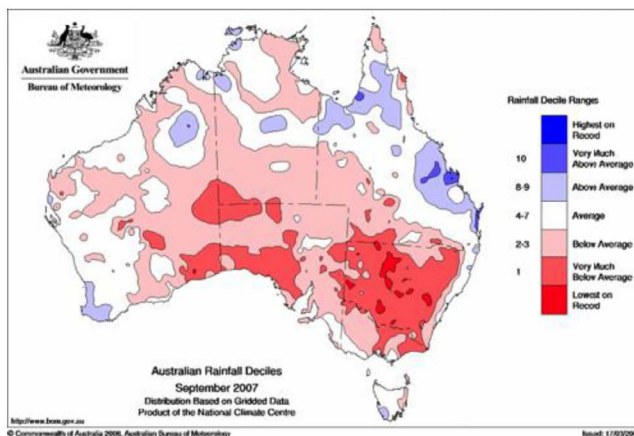 Australian Government
Bureau of Meteorology
Rainfall Decile Ranges
Highest on
Record
10
Very Much
Above Average
8-9
Above Average
4-7
Average
2-3
Below Average
1
Very Much
Below Average
Lowest on
Record
Australian Rainfall Deciles
September 2007
Distribution Based on Gridded Data
Product of the National Climate Centre
http://www.bom.gov.au
© Commonwealth of Australia 2008, Australian Bureau of Meteorology
Issued: